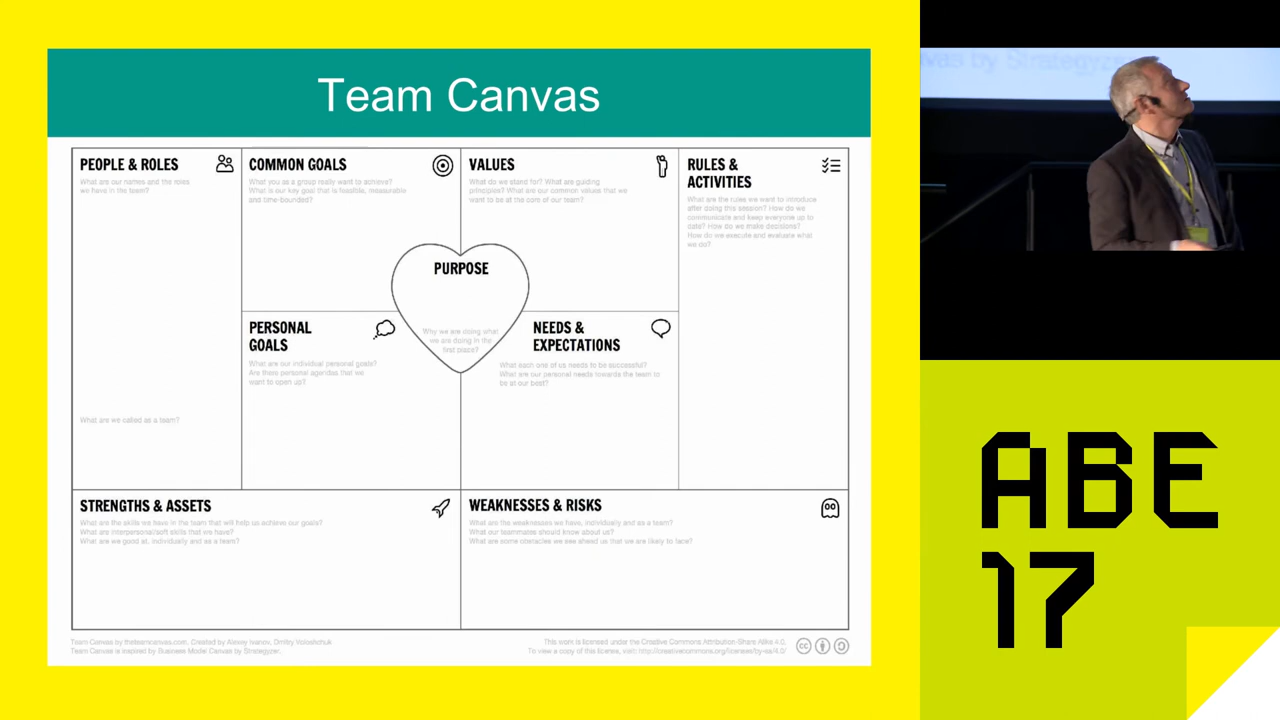 Team Canvas
vas by Strategyzer
PEOPLE & ROLES
What are our names and the roles
we have in the team?
What are we called as a team?
COMMON GOALS
What you as a group really want to achieve?
What is our key goal that is feasible, measurable
and time-bounded?
VALUES
What do we stand for? What are guiding
principles? What are our common values that we
want to be at the core of our team?
RULES &
ACTIVITIES
What are the rules we want to introduce
after doing this session? How do we
communicate and keep everyone up to
date? How do we make decisions?
How do we execute and evaluate what
we do?
PURPOSE
Why we are doing what
we are doing in the
first place?
PERSONAL
GOALS
What are our individual personal goals?
Are there personal agendas that we
want to open up?
NEEDS &
EXPECTATIONS
What each one of us needs to be successful?
What are our personal needs towards the team to
be at our best?
STRENGTHS & ASSETS
What are the skills we have in the team that will help us achieve our goals?
What are interpersonal/soft skills that we have?
What are we good at, individually and as a team?
WEAKNESSES & RISKS
What are the weaknesses we have, individually and as a team?
What our teammates should know about us?
What are some obstacles we see ahead us that we are likely to face?
Team Canvas by theteamcanvas.com. Created by Alexey Ivanov, Dmitry Voloshchuk
Team Canvas is inspired by Business Model Canvas by Strategyzer.
This work is licensed under the Creative Commons Attribution-Share Alike 4.0.
To view a copy of this license, visit: http://creativecommons.org/licenses/by-sa/4.0/
cc
ABE
17